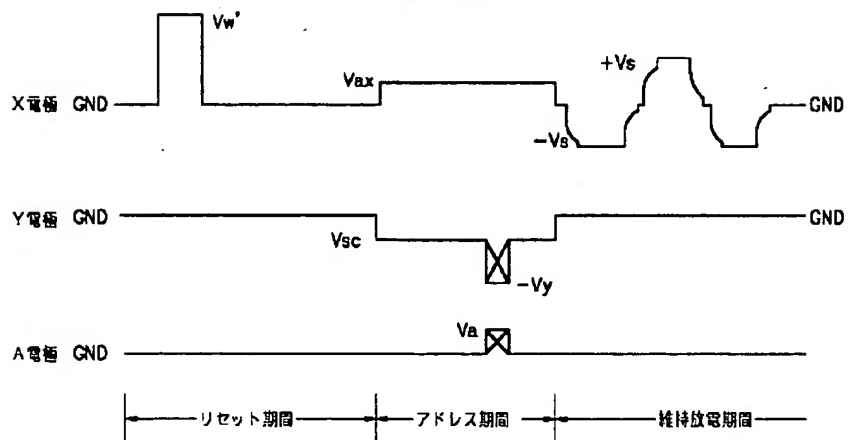 Vw'
Vax
+Vs
X電極 GND
GND
-Vs
Y電極 GND
GND
Vsc
-Vy
Va
A電極 GND
リセット期間
アドレス期間
維持放電期間